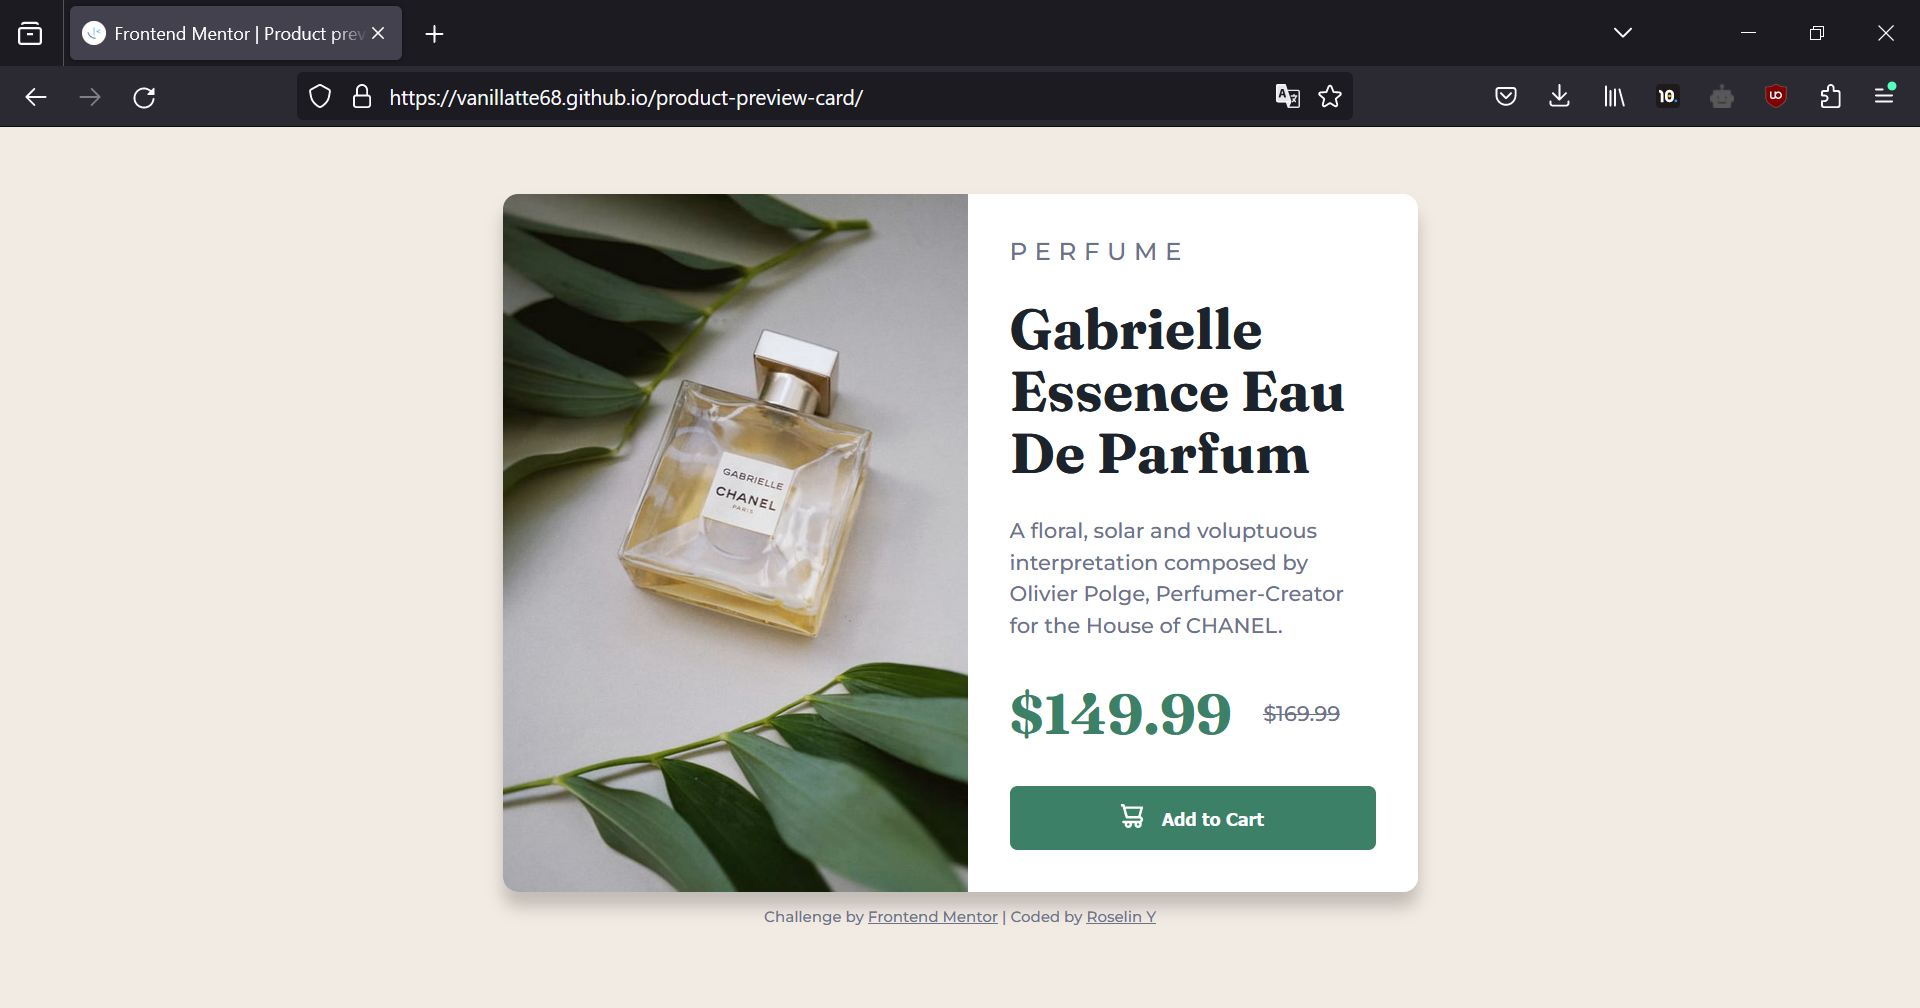 Frontend Mentor | Product prev
https://vanillatte68.github.io/product-preview-card/
10.
PERFUME
Gabrielle
Essence Eau
De Parfum
GABRIELLE
CHANEL
PARIS
A floral, solar and voluptuous
interpretation composed by
Olivier Polge, Perfumer-Creator
for the House of CHANEL.
$149.99 $169.99
Add to Cart
Challenge by Frontend Mentor | Coded by Roselin Y